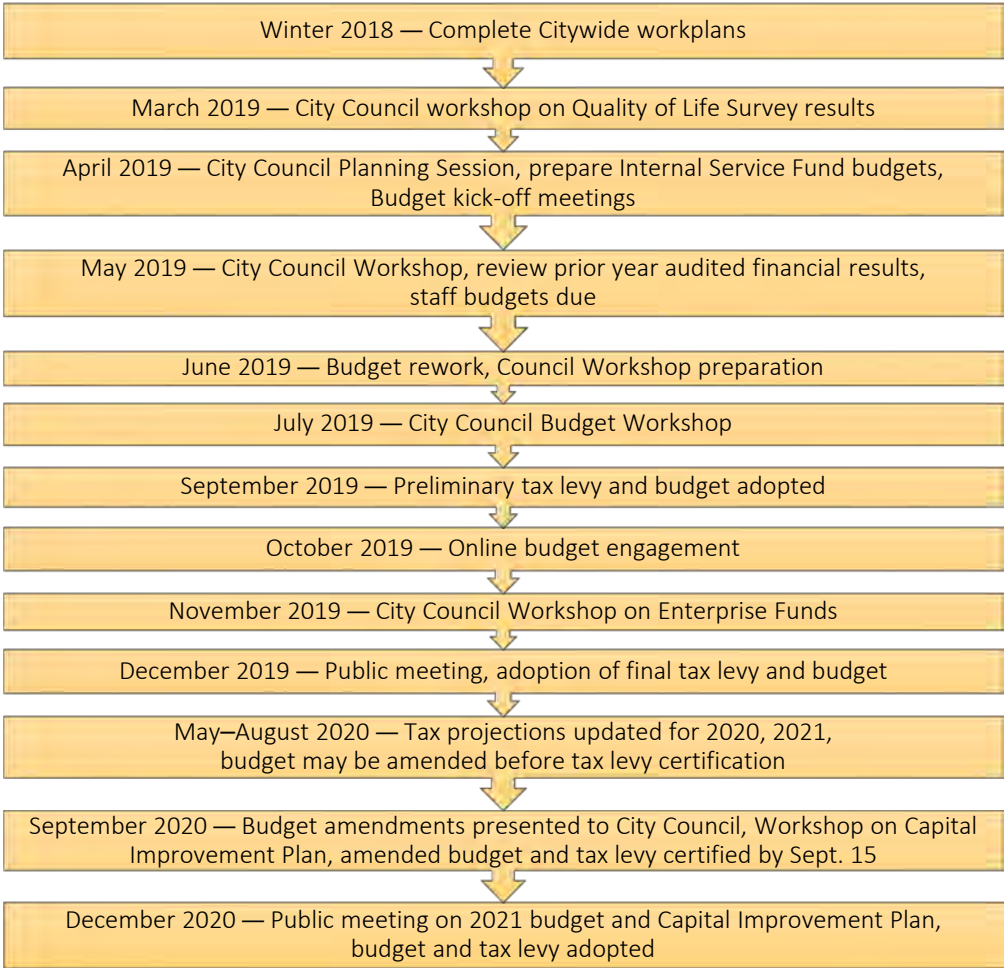 Winter 2018 — Complete Citywide workplans
March 2019 — City Council workshop on Quality of Life Survey results
April 2019 — City Council Planning Session, prepare Internal Service Fund budgets,
Budget kick-off meetings
May 2019 — City Council Workshop, review prior year audited financial results,
staff budgets due
June 2019 — Budget rework, Council Workshop preparation
July 2019 — City Council Budget Workshop
September 2019 — Preliminary tax levy and budget adopted
October 2019 — Online budget engagement
November 2019 — City Council Workshop on Enterprise Funds
December 2019 — Public meeting, adoption of final tax levy and budget
May–August 2020 — Tax projections updated for 2020, 2021,
budget may be amended before tax levy certification
September 2020 — Budget amendments presented to City Council, Workshop on Capital
Improvement Plan, amended budget and tax levy certified by Sept. 15
December 2020 — Public meeting on 2021 budget and Capital Improvement Plan,
budget and tax levy adopted